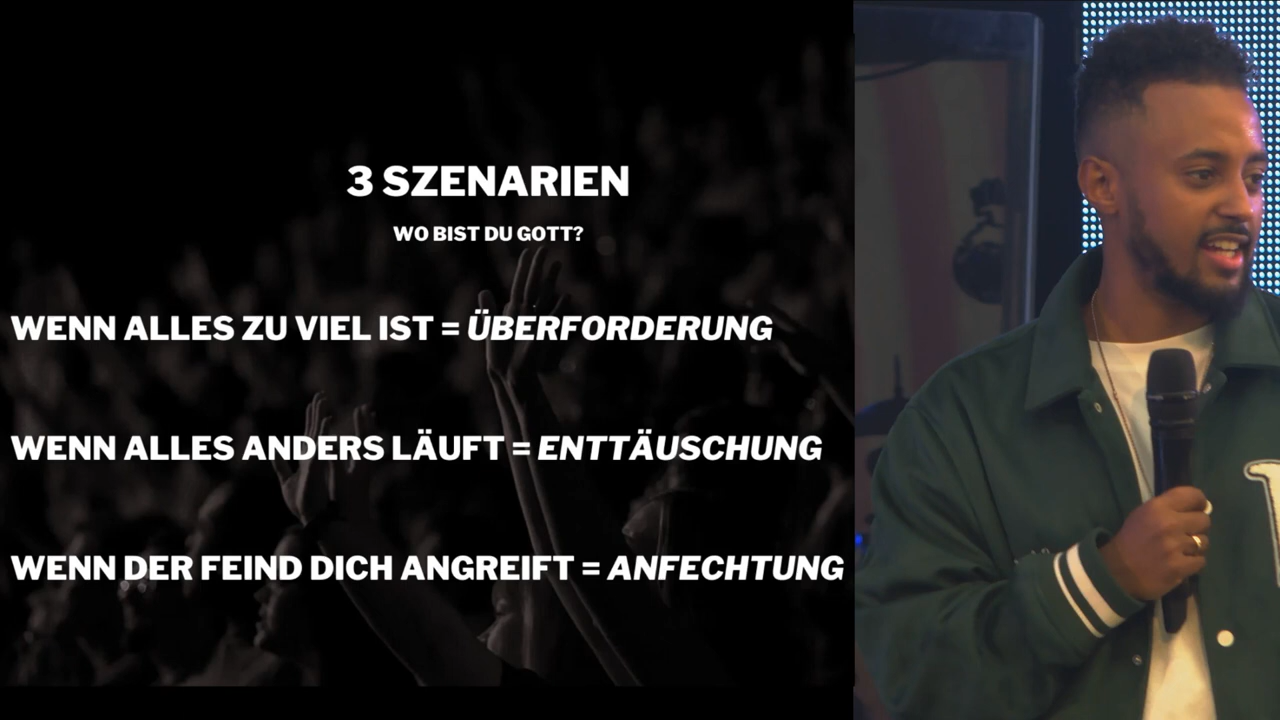 3 SZENARIEN
WO BIST DU GOTT?
WENN ALLES ZU VIEL IST = ÜBERFORDERUNG
WENN ALLES ANDERS LÄUFT = ENTTÄUSCHUNG
WENN DER FEIND DICH ANGREIFT = ANFECHTUNG